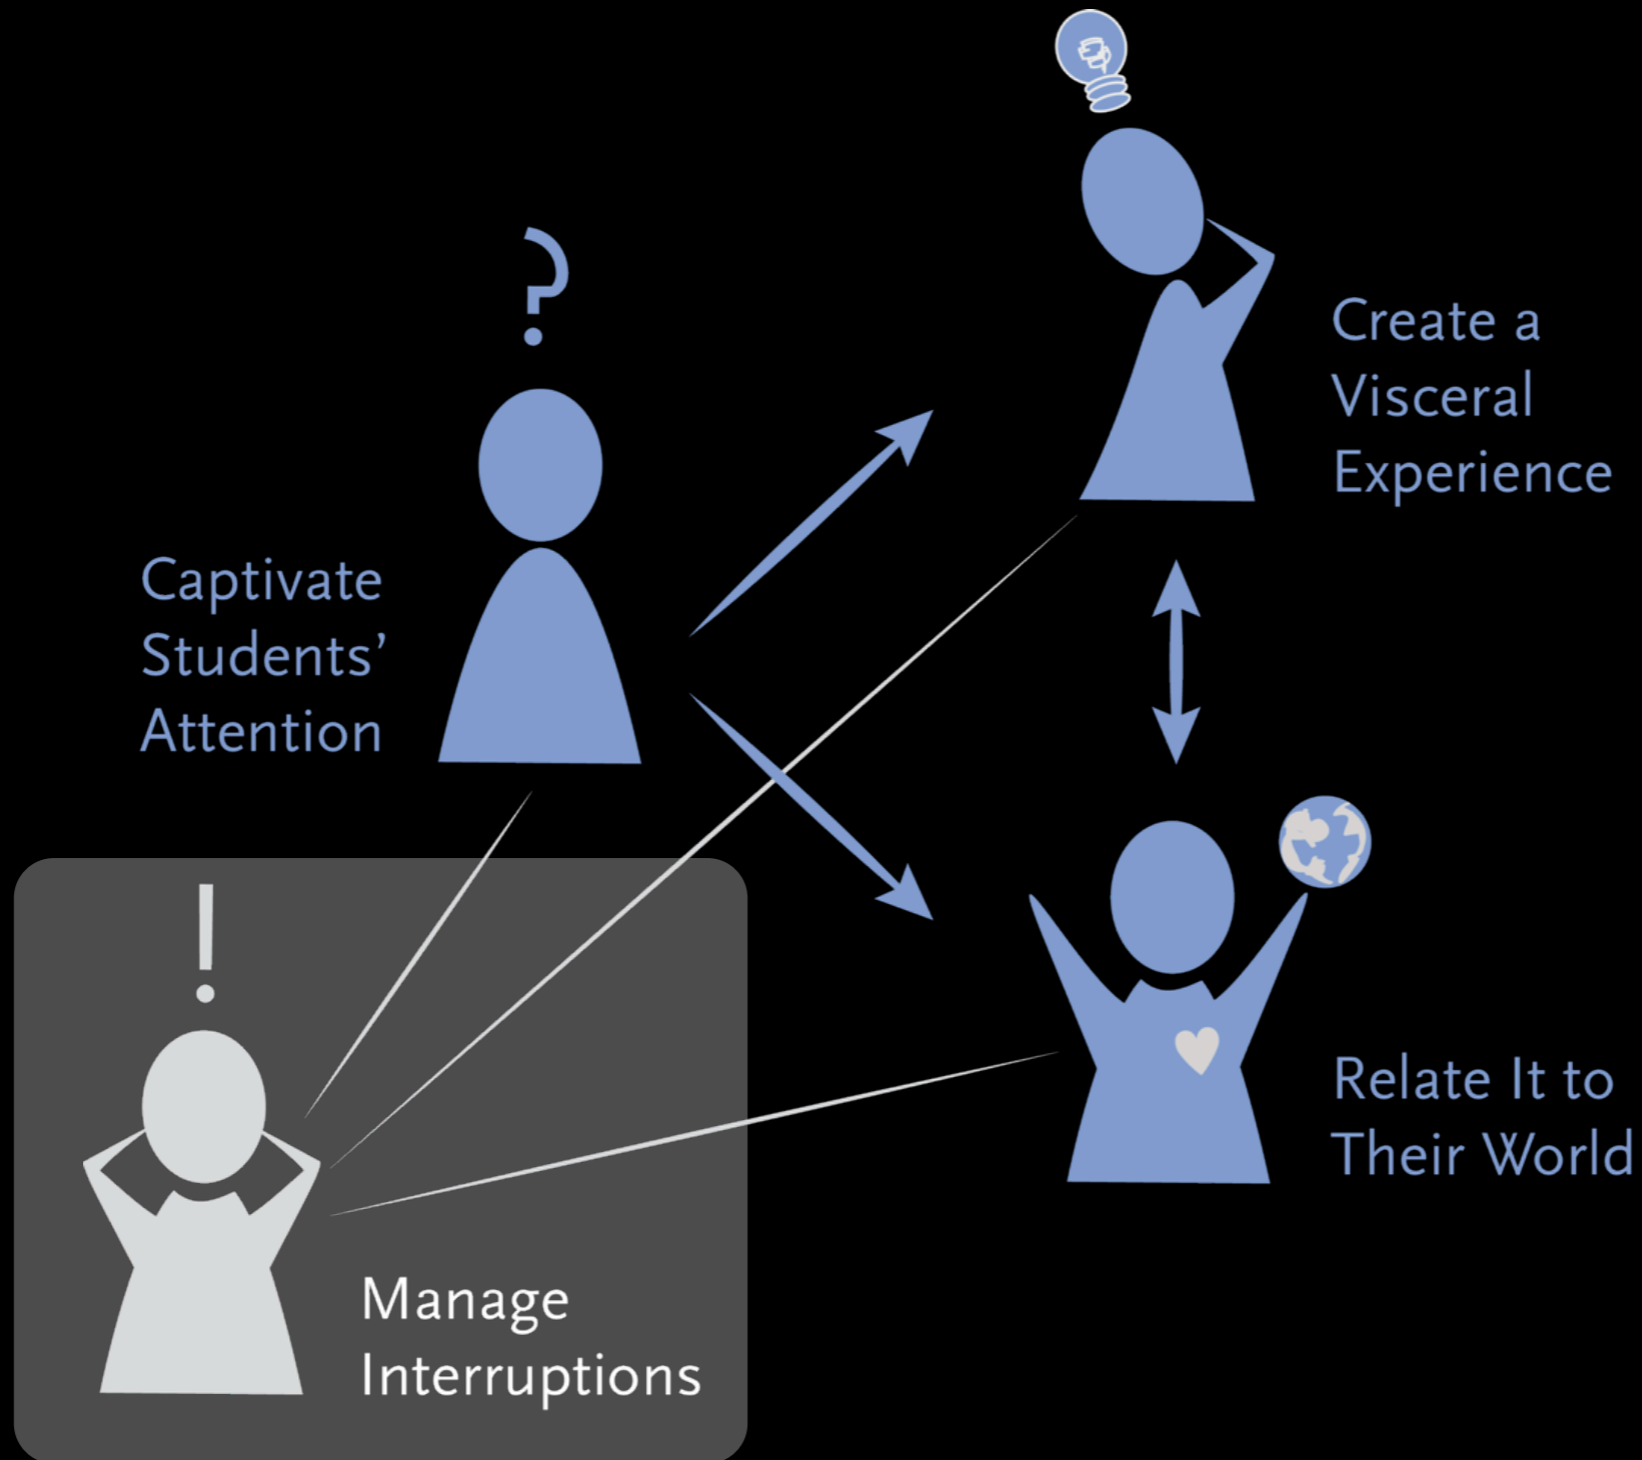 Create a
Visceral
Experience
Captivate
Students’
Attention
Relate It to
Their World
Manage
Interruptions
?
!